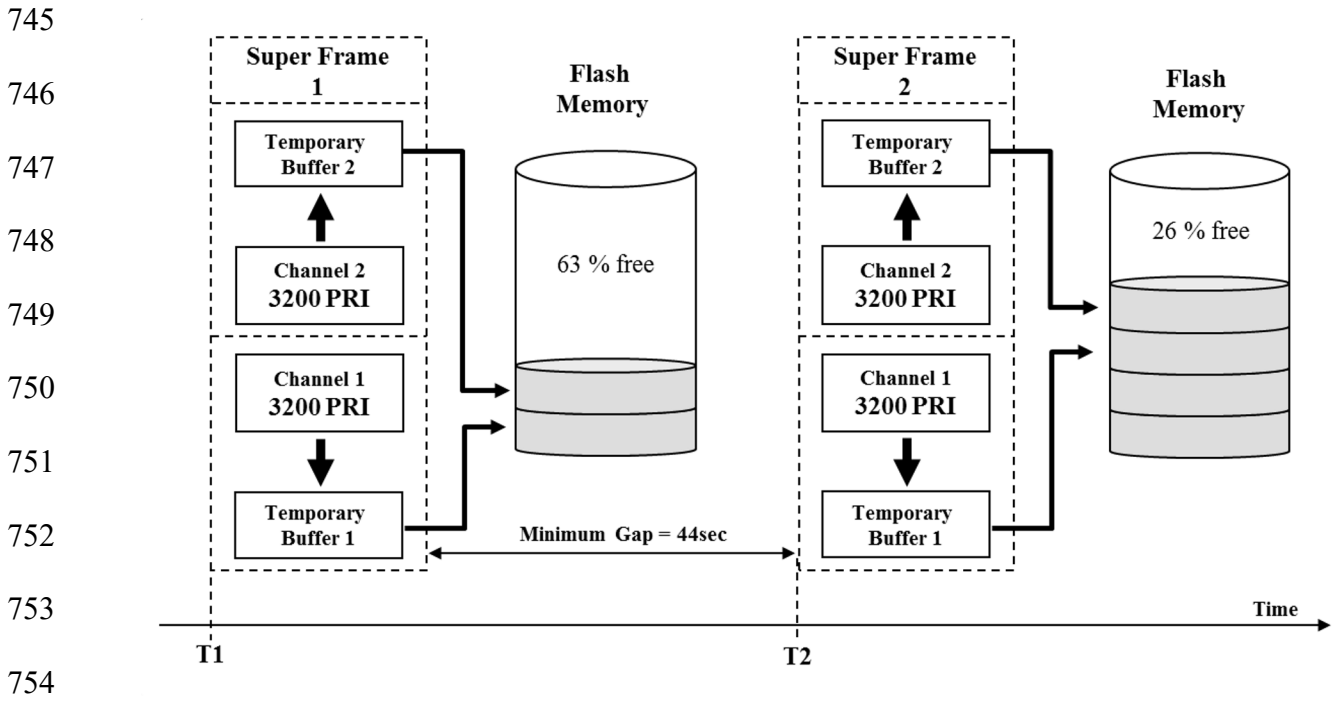 745
746
747
748
749
750
751
752
753
754
Super Frame
1
Temporary
Buffer 2
Channel 2
3200 PRI
Channel 1
3200 PRI
Temporary
Buffer 1
Flash
Memory
63 % free
Minimum Gap = 44sec
Super Frame
2
Temporary
Buffer 2
Channel 2
3200 PRI
Channel 1
3200 PRI
Temporary
Buffer 1
Flash
Memory
26 % free
Time
T1
T2